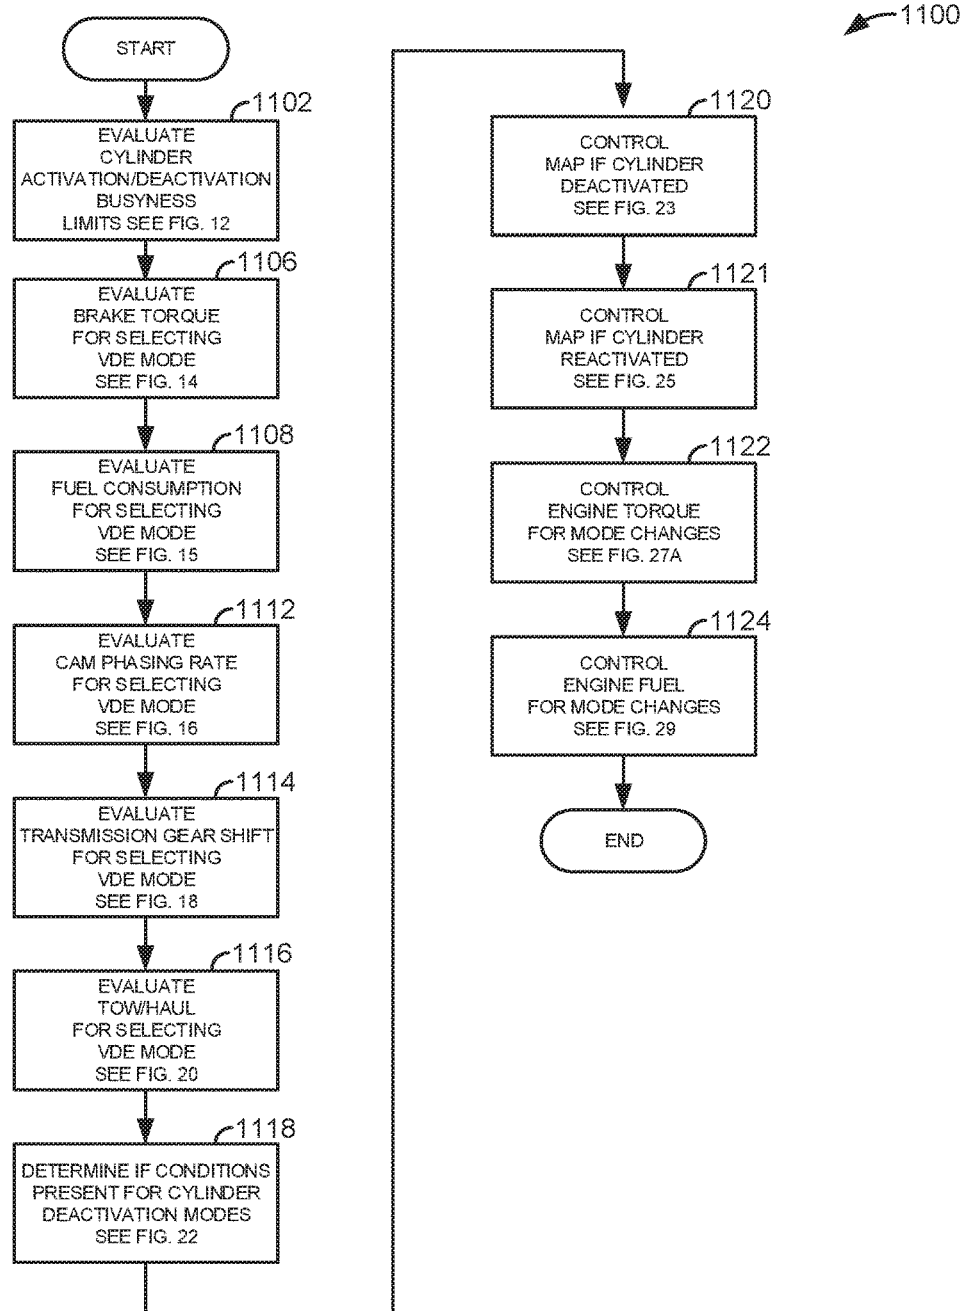 1100
START
1102
EVALUATE
CYLINDER
ACTIVATION/DEACTIVATION
BUSYNESS
LIMITS SEE FIG. 12
1106
EVALUATE
BRAKE TORQUE
FOR SELECTING
VDE MODE
SEE FIG. 14
1108
EVALUATE
FUEL CONSUMPTION
FOR SELECTING
VDE MODE
SEE FIG. 15
1112
EVALUATE
CAM PHASING RATE
FOR SELECTING
VDE MODE
SEE FIG. 16
1114
EVALUATE
TRANSMISSION GEAR SHIFT
FOR SELECTING
VDE MODE
SEE FIG. 18
1116
EVALUATE
TOW/HAUL
FOR SELECTING
VDE MODE
SEE FIG. 20
1118
DETERMINE IF CONDITIONS
PRESENT FOR CYLINDER
DEACTIVATION MODES
SEE FIG. 22
1120
CONTROL
MAP IF CYLINDER
DEACTIVATED
SEE FIG. 23
1121
CONTROL
MAP IF CYLINDER
REACTIVATED
SEE FIG. 25
1122
CONTROL
ENGINE TORQUE
FOR MODE CHANGES
SEE FIG. 27A
1124
CONTROL
ENGINE FUEL
FOR MODE CHANGES
SEE FIG. 29
END